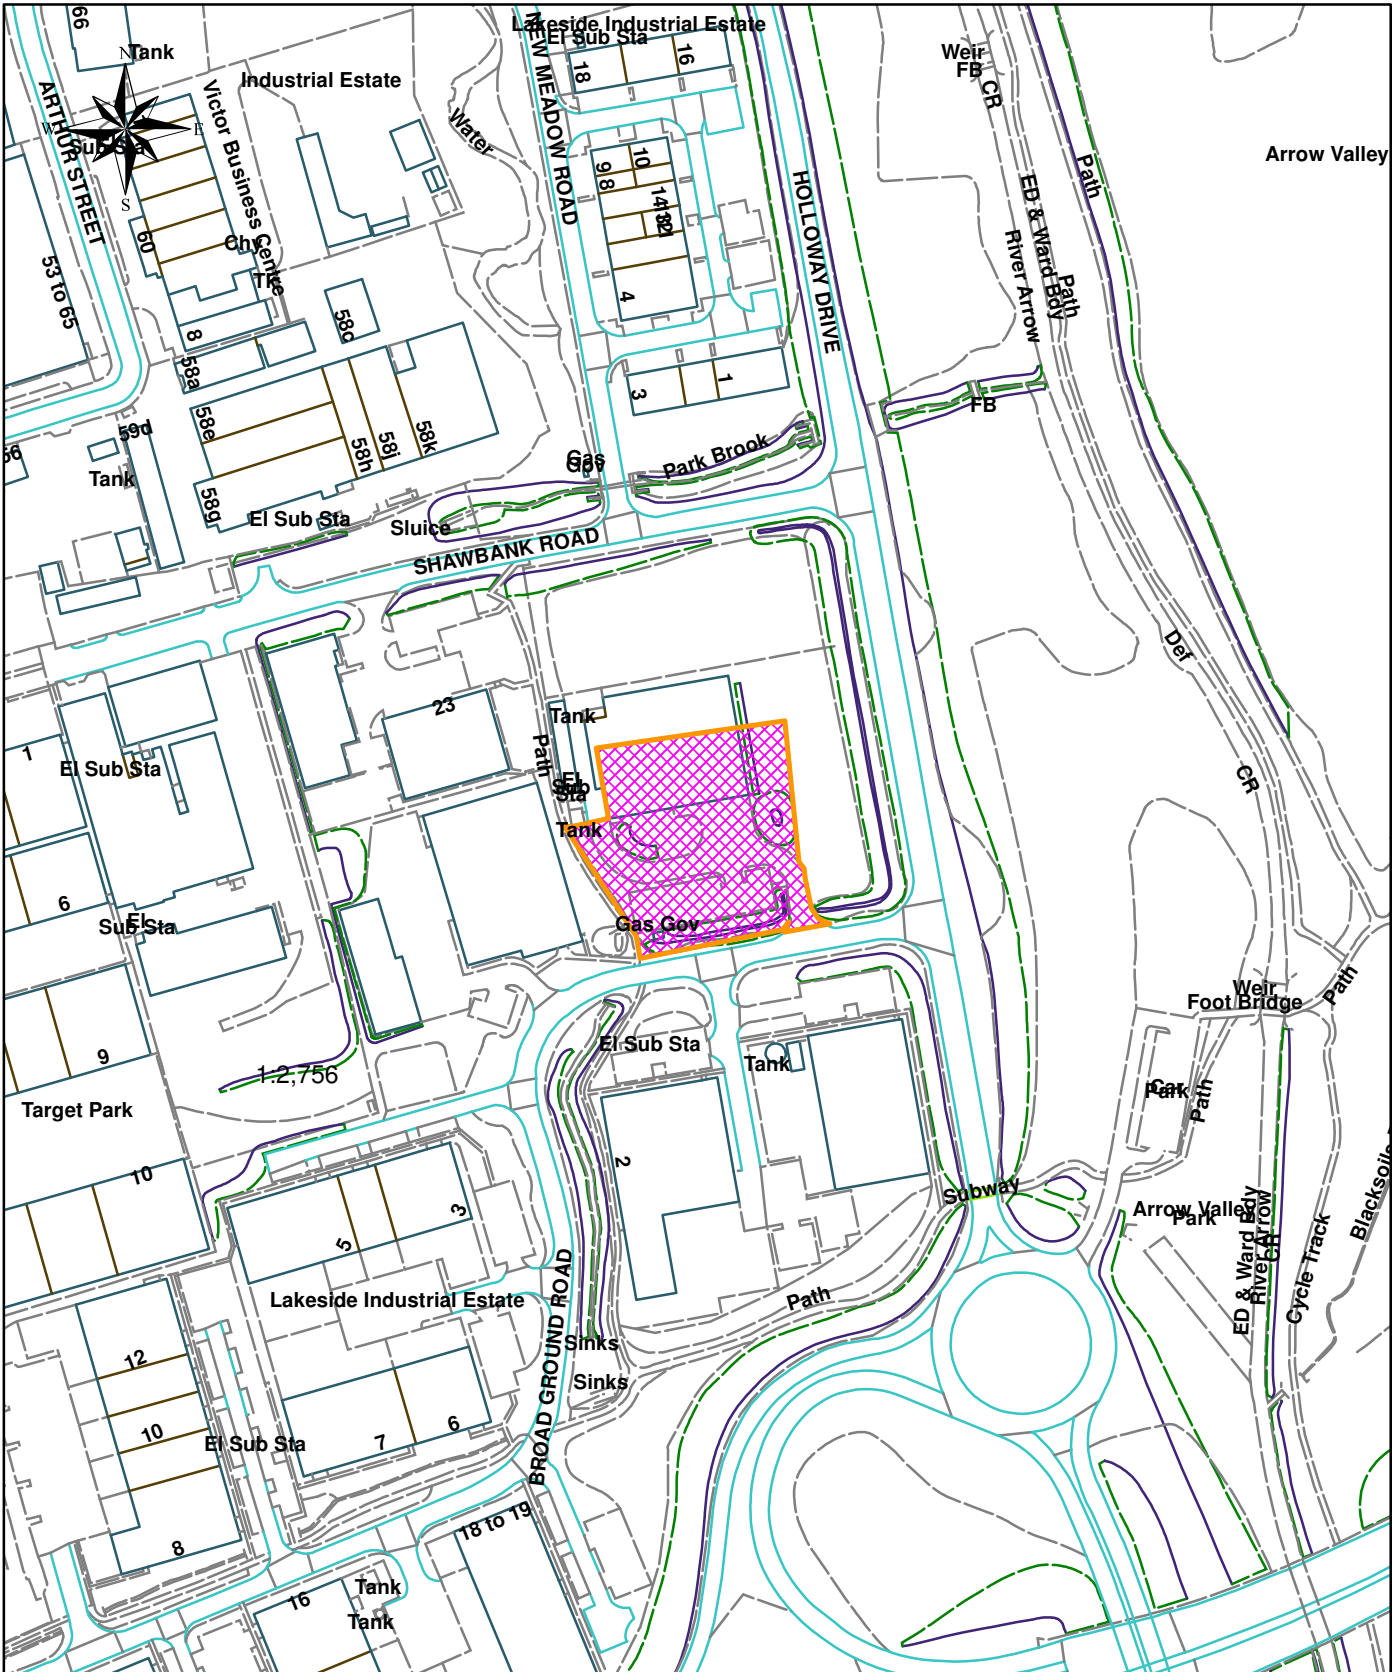 66
Tank
N
W
E
S
Sub Sta
ARTHUR STREET
Industrial Estate
Victor Business Centre
60
Chy
Tk
53 to 65
8
58a
58c
58e
58g
58h
58i
58k
59d
56
Tank
El Sub Sta
Water
NEW MEADOW ROAD
Lakeside Industrial Estate
El Sub Sta
18
16
10
9
8
4
3
1
HOLLOWAY DRIVE
Weir
FB
CR
Path
Arrow Valley
ED & Ward Bdy
River Arrow
Path
FB
Gas
Gov
Park Brook
Sluice
SHAWBANK ROAD
Def
CR
23
Tank
Path
El
Sub
Sta
Tank
Gas Gov
1
El Sub Sta
6
El
Sub Sta
9
1:2,756
Target Park
10
El Sub Sta
Tank
2
Weir
Foot Bridge
Path
Car
Park
Path
Subway
Arrow Valley
Park
ED & Ward Bdy
River Arrow
CR
Cycle Track
Blacksoils
5
3
Lakeside Industrial Estate
BROAD GROUND ROAD
Path
Sinks
Sinks
12
10
El Sub Sta
7
6
8
18 to 19
16
Tank
Tank